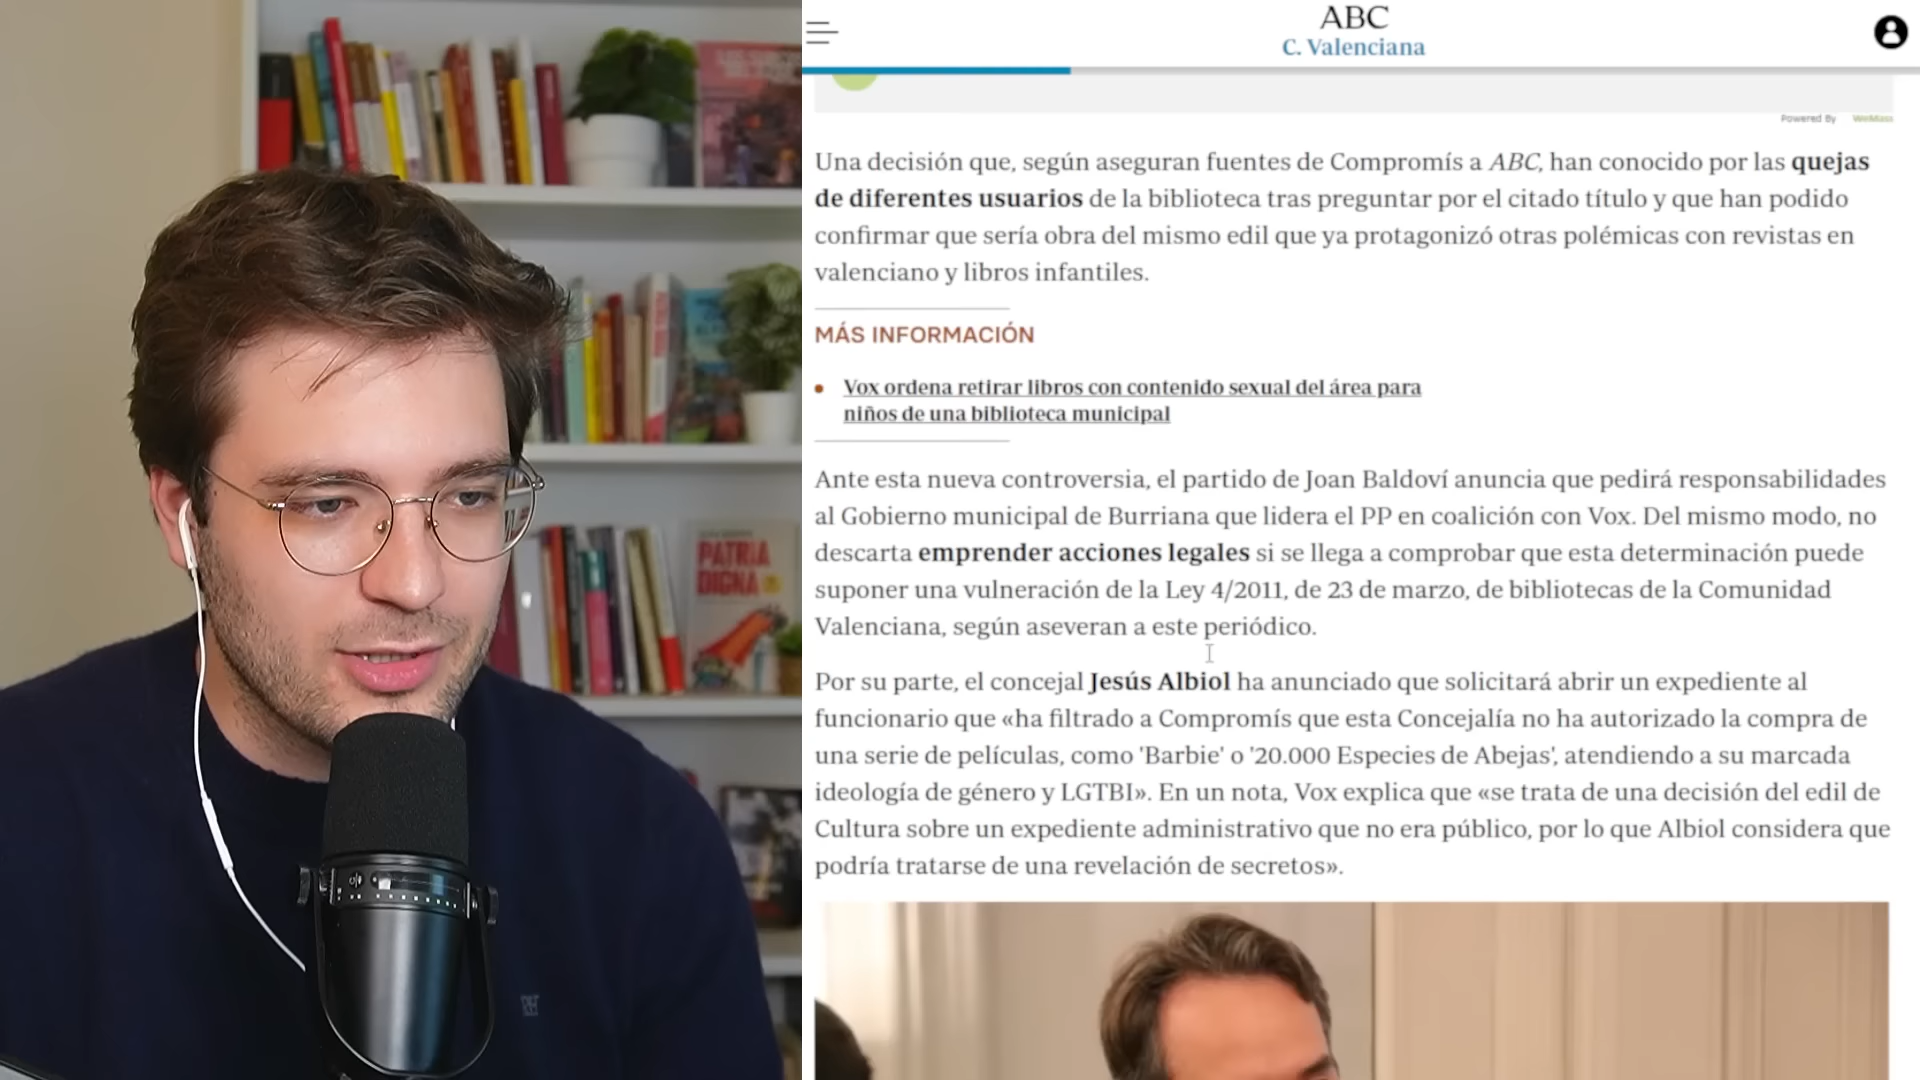 PATRIA
DIGNA
ABC
C. Valenciana
Powered By WeMass
Una decisión que, según aseguran fuentes de Compromís a ABC, han conocido por las quejas
de diferentes usuarios de la biblioteca tras preguntar por el citado título y que han podido
confirmar que sería obra del mismo edil que ya protagonizó otras polémicas con revistas en
valenciano y libros infantiles.
MÁS INFORMACIÓN
Vox ordena retirar libros con contenido sexual del área para
niños de una biblioteca municipal
Ante esta nueva controversia, el partido de Joan Baldoví anuncia que pedirá responsabilidades
al Gobierno municipal de Burriana que lidera el PP en coalición con Vox. Del mismo modo, no
descarta emprender acciones legales si se llega a comprobar que esta determinación puede
suponer una vulneración de la Ley 4/2011, de 23 de marzo, de bibliotecas de la Comunidad
Valenciana, según aseveran a este periódico.
Por su parte, el concejal Jesús Albiol ha anunciado que solicitará abrir un expediente al
funcionario que «ha filtrado a Compromís que esta Concejalía no ha autorizado la compra de
una serie de películas, como 'Barbie' o '20.000 Especies de Abejas', atendiendo a su marcada
ideología de género y LGTBI». En un nota, Vox explica que «se trata de una decisión del edil de
Cultura sobre un expediente administrativo que no era público, por lo que Albiol considera que
podría tratarse de una revelación de secretos».